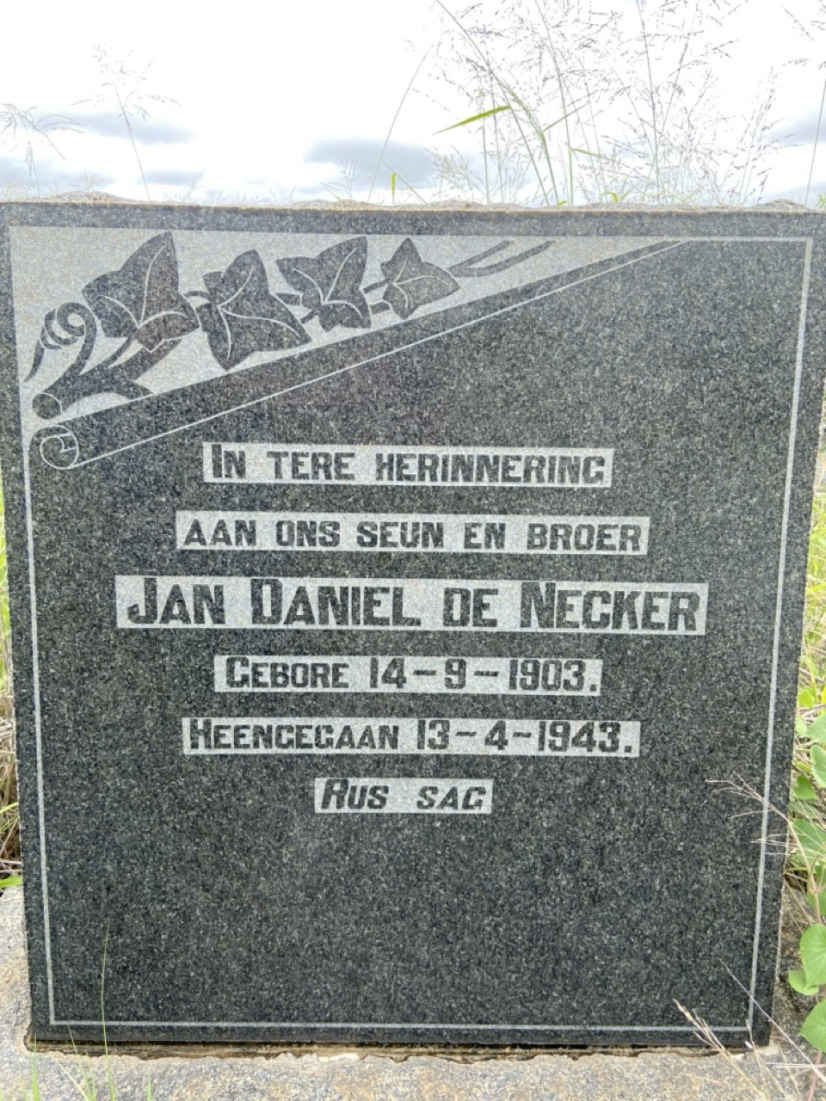 In tere herinnering
aan ons seun en broer
Jan Daniel de Necker
Gebore 14-9-1903.
Heengegaan 13-4-1943.
Rus sag